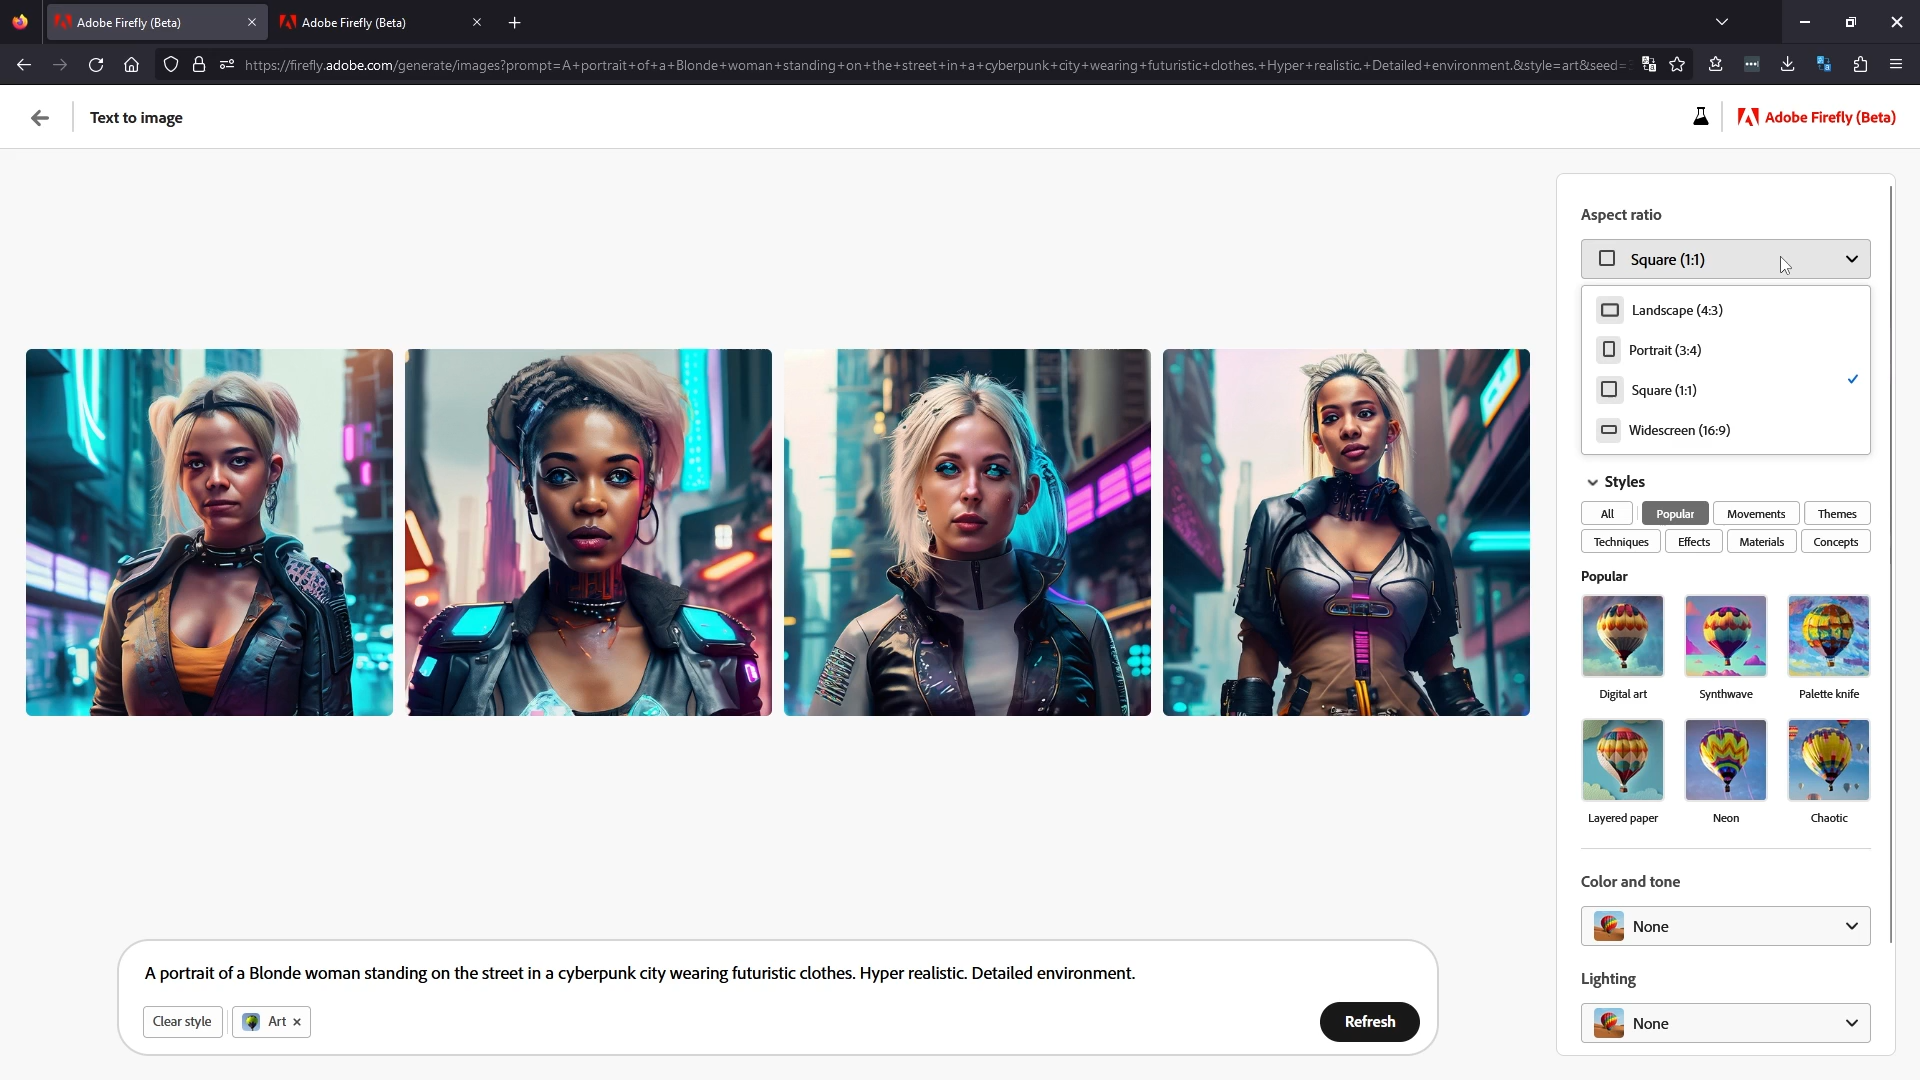 Adobe Firefly (Beta)
Adobe Firefly (Beta)
https://firefly.adobe.com/generate/images?prompt=A+portrait+of+a+Blonde+woman+standing+on+the+street+in+a+cyberpunk+city+wearing+futuristic+clothes.+Hyper+realistic.+Detailed+environment.&style=art&seed=
Text to image
Adobe Firefly (Beta)
Aspect ratio
Square (1:1)
Landscape (4:3)
Portrait (3:4)
Square (1:1)
Widescreen (16:9)
Styles
All Popular Movements Themes
Techniques Effects Materials Concepts
Popular
Digital art Synthwave Palette knife
Layered paper Neon Chaotic
Color and tone
None
Lighting
None
A portrait of a Blonde woman standing on the street in a cyberpunk city wearing futuristic clothes. Hyper realistic. Detailed environment.
Clear style Art Refresh